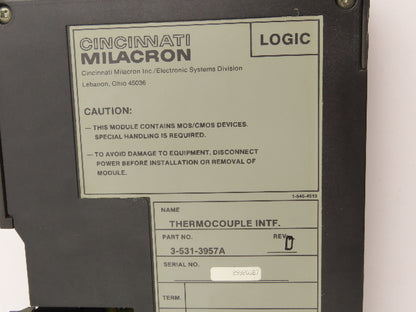 CINCINNATI
MILACRON
LOGIC
Cincinnati Milacron Inc./Electronic Systems Division
Lebanon, Ohio 45036
CAUTION:
— THIS MODULE CONTAINS MOS/CMOS DEVICES.
SPECIAL HANDLING IS REQUIRED.
— TO AVOID DAMAGE TO EQUIPMENT, DISCONNECT
POWER BEFORE INSTALLATION OR REMOVAL OF
MODULE.
NAME
THERMOCOUPLE INTF.
PART NO.
REV.
3-531-3957A
D
SERIAL NO.
TERM.